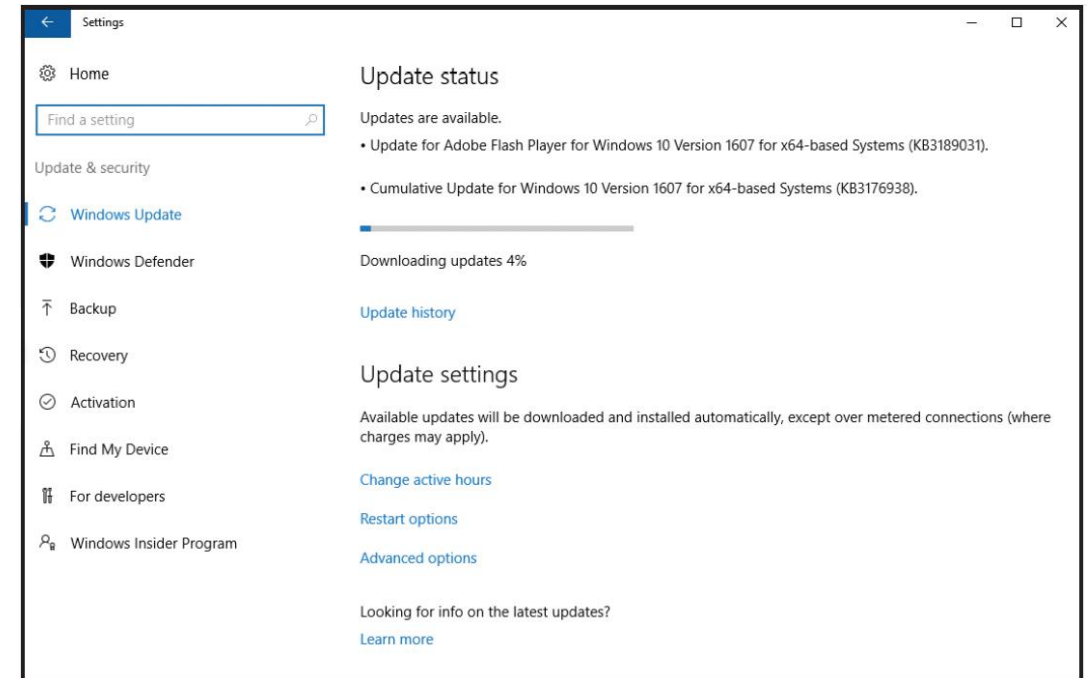 Settings
Home
Find a setting
Update & security
Windows Update
Windows Defender
Backup
Recovery
Activation
Find My Device
For developers
Windows Insider Program
Update status
Updates are available.
• Update for Adobe Flash Player for Windows 10 Version 1607 for x64-based Systems (KB3189031).
• Cumulative Update for Windows 10 Version 1607 for x64-based Systems (KB3176938).
Downloading updates 4%
Update history
Update settings
Available updates will be downloaded and installed automatically, except over metered connections (where
charges may apply).
Change active hours
Restart options
Advanced options
Looking for info on the latest updates?
Learn more